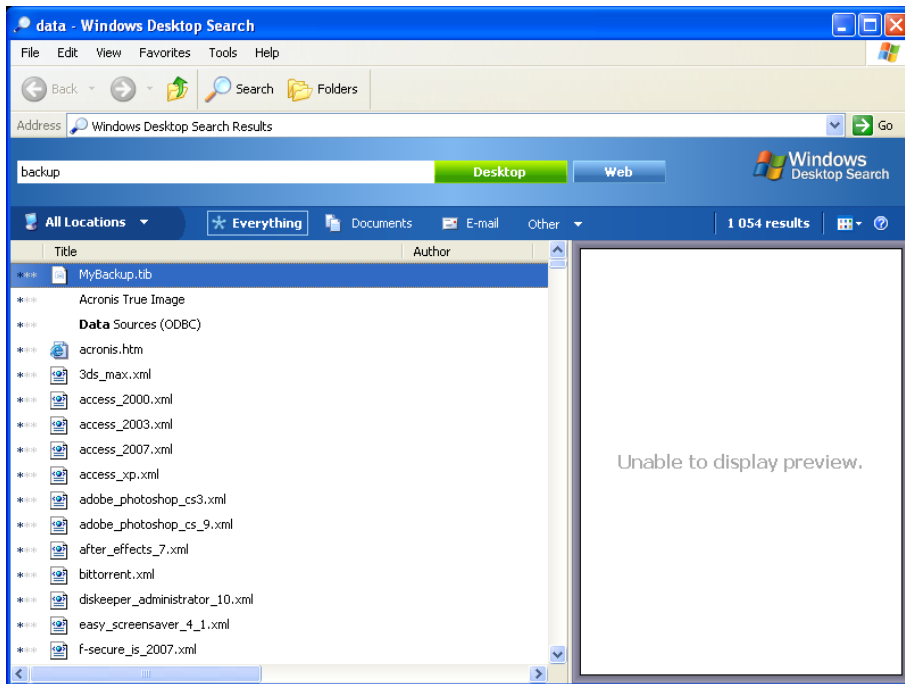 data - Windows Desktop Search
File Edit View Favorites Tools Help
Back Search Folders
Address Windows Desktop Search Results Go
backup Desktop Web Windows Desktop Search
All Locations Everything Documents E-mail Other 1 054 results
Title Author
MyBackup.tib
Acronis True Image
Data Sources (ODBC)
acronis.htm
3ds_max.xml
access_2000.xml
access_2003.xml
access_2007.xml
access_xp.xml
adobe_photoshop_cs3.xml
adobe_photoshop_cs_9.xml
after_effects_7.xml
bittorrent.xml
diskeeper_administrator_10.xml
easy_screensaver_4_1.xml
f-secure_is_2007.xml
Unable to display preview.